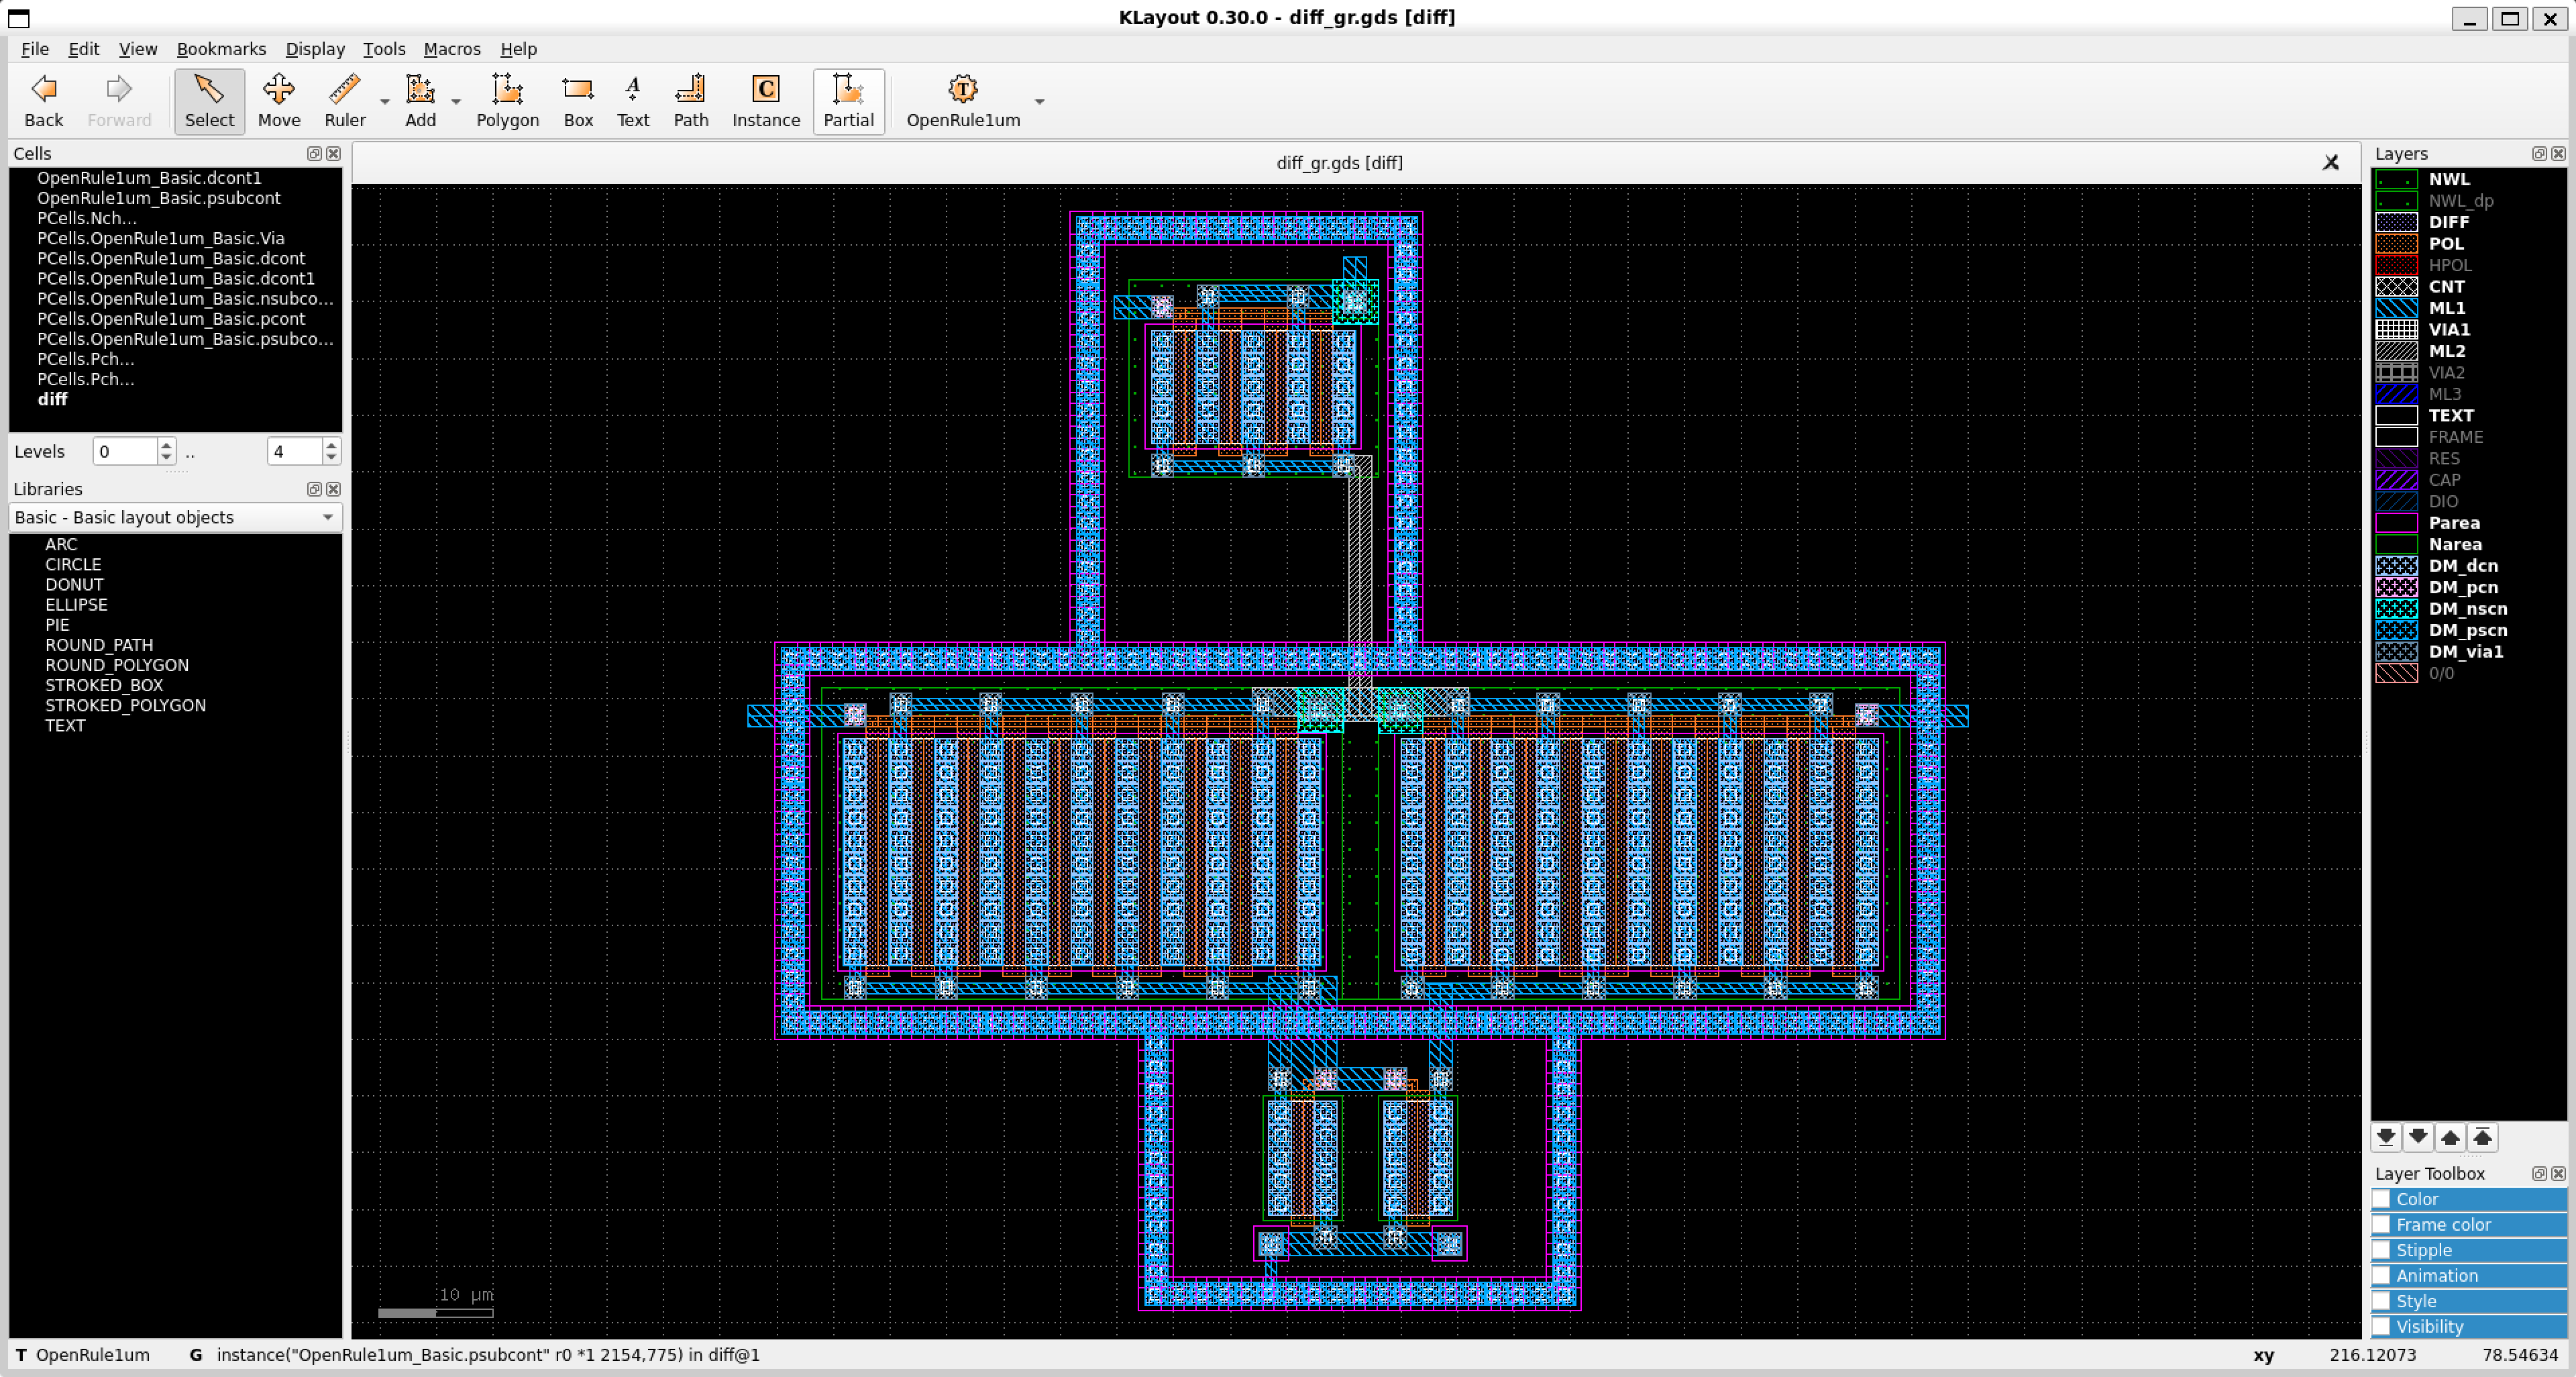 KLayout 0.30.0 - diff_gr.gds [diff]
File Edit View Bookmarks Display Tools Macros Help
Back Forward Select Move Ruler Add Polygon Box Text Path Instance Partial OpenRule1um
Cells
OpenRule1um_Basic.dcont1
OpenRule1um_Basic.psubcont
PCells.Nch...
PCells.OpenRule1um_Basic.Via
PCells.OpenRule1um_Basic.dcont
PCells.OpenRule1um_Basic.dcont1
PCells.OpenRule1um_Basic.nsubco...
PCells.OpenRule1um_Basic.pcont
PCells.OpenRule1um_Basic.psubco...
PCells.Pch...
PCells.Pch...
diff
Levels 0 .. 4
Libraries
Basic - Basic layout objects
ARC
CIRCLE
DONUT
ELLIPSE
PIE
ROUND_PATH
ROUND_POLYGON
STROKED_BOX
STROKED_POLYGON
TEXT
diff_gr.gds [diff]
10 µm
Layers
NWL
NWL_dp
DIFF
POL
HPOL
CNT
ML1
VIA1
ML2
VIA2
ML3
TEXT
FRAME
RES
CAP
DIO
Parea
Narea
DM_dcn
DM_pcn
DM_nscn
DM_pscn
DM_via1
0/0
Layer Toolbox
Color
Frame color
Stipple
Animation
Style
Visibility
T OpenRule1um G instance("OpenRule1um_Basic.psubcont" r0 *1 2154,775) in diff@1 xy 216.12073 78.54634